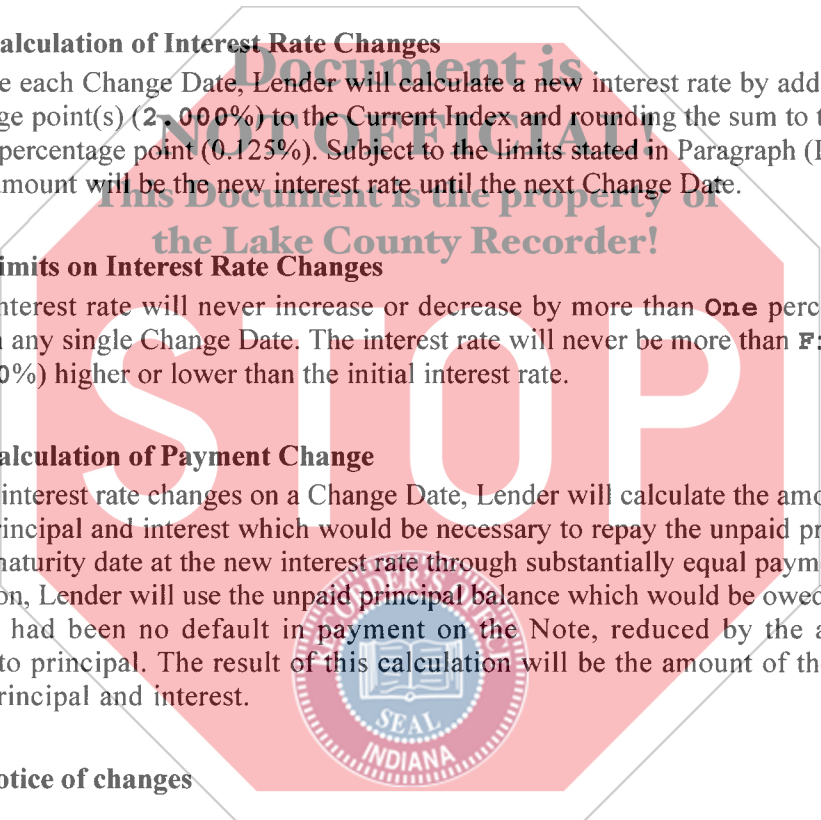 alculation of Interest Rate Changes
Document is
e each Change Date, Lender will calculate a new interest rate by add
ge point(s) (2.000%) to the Current Index and rounding the sum to t
NOT OFFICIAL!
percentage point (0.125%). Subject to the limits stated in Paragraph (
amount will be the new interest rate until the next Change Date.
This Document is the property of
the Lake County Recorder!
imits on Interest Rate Changes
nterest rate will never increase or decrease by more than One perc
any single Change Date. The interest rate will never be more than F
0%) higher or lower than the initial interest rate.
STOP
alculation of Payment Change
interest rate changes on a Change Date, Lender will calculate the amo
rincipal and interest which would be necessary to repay the unpaid pr
maturity date at the new interest rate through substantially equal paym
on, Lender will use the unpaid principal balance which would be owed
had been no default in payment on the Note, reduced by the a
to principal. The result of this calculation will be the amount of th
rincipal and interest.
SEAL
INDIANA
otice of changes